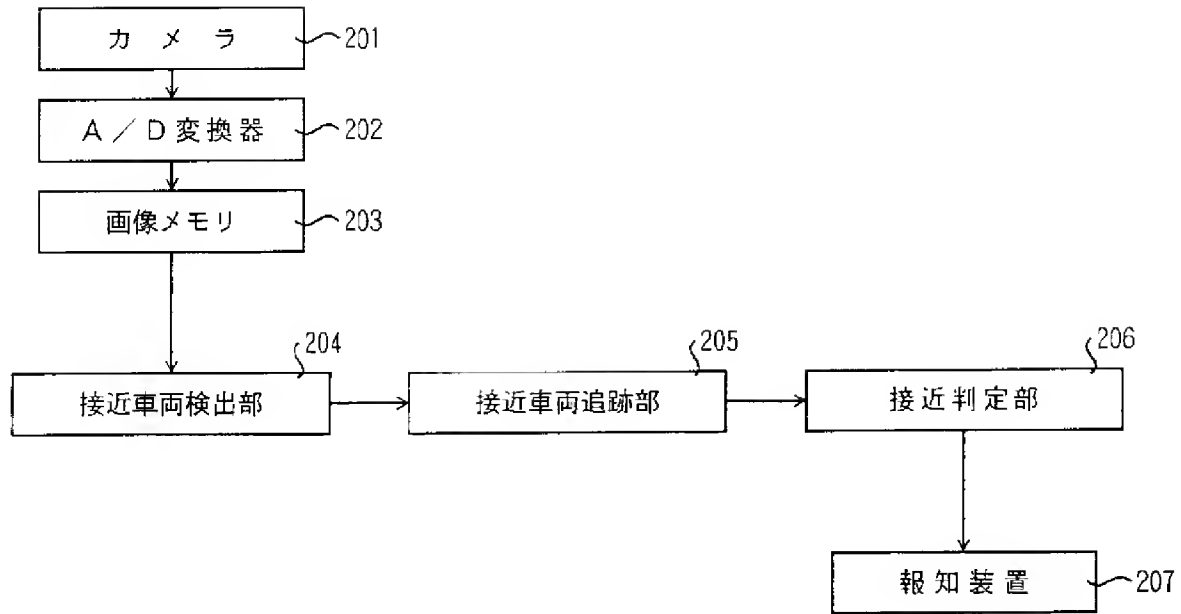 カメラ 201
A/D変換器 202
画像メモリ 203
204 205 206
接近車両検出部 接近車両追跡部 接近判定部
報知装置 207